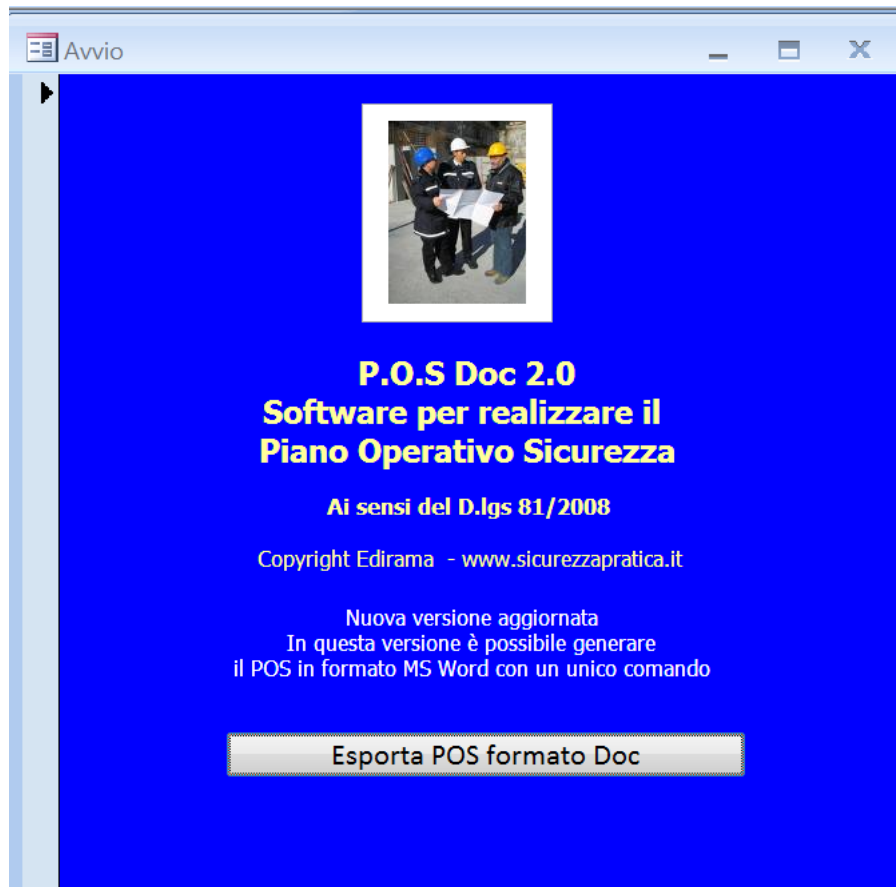 Avvio
P.O.S Doc 2.0
Software per realizzare il
Piano Operativo Sicurezza
Ai sensi del D.lgs 81/2008
Copyright Edirama - www.sicurezzapratica.it
Nuova versione aggiornata
In questa versione è possibile generare
il POS in formato MS Word con un unico comando
Esporta POS formato Doc